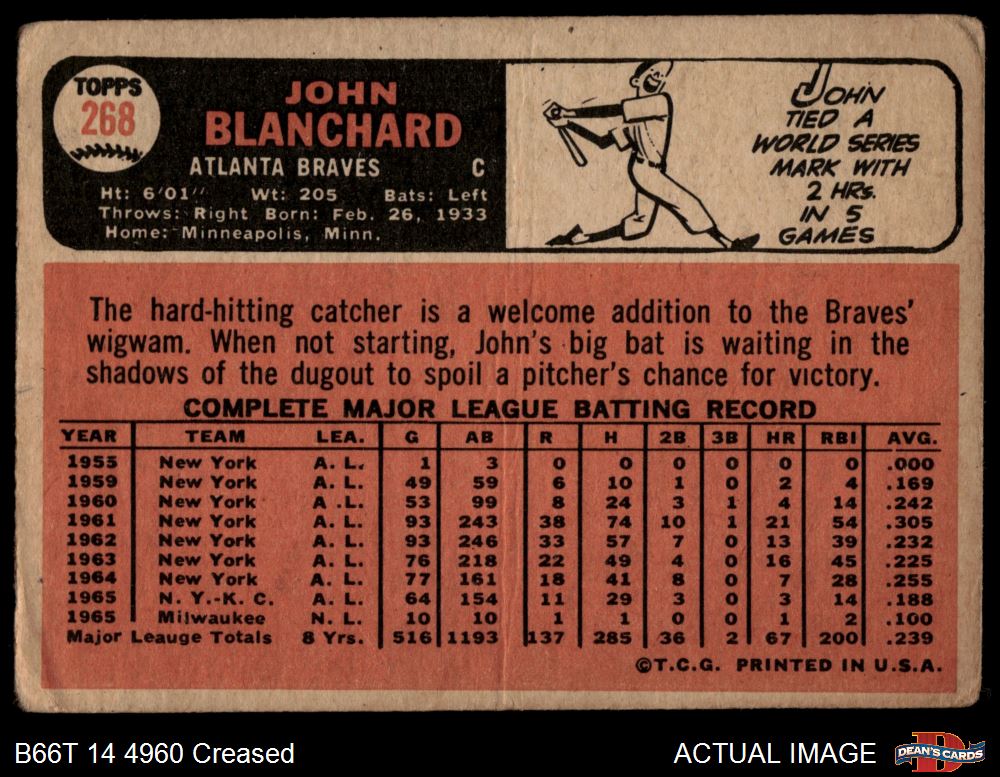 TOPPS
268
JOHN
BLANCHARD
ATLANTA BRAVES C
Ht: 6'01" Wt: 205 Bats: Left
Throws: Right Born: Feb. 26, 1933
Home: Minneapolis, Minn.
JOHN
TIED A
WORLD SERIES
MARK WITH
2 HRS.
IN 5
GAMES
The hard-hitting catcher is a welcome addition to the Braves'
wigwam. When not starting, John's big bat is waiting in the
shadows of the dugout to spoil a pitcher's chance for victory.
COMPLETE MAJOR LEAGUE BATTING RECORD
YEAR TEAM LEA. G AB R H 2B 3B HR RBI AVG.
1955 New York A. L. 1 3 0 0 0 0 0 0 .000
1959 New York A. L. 49 59 6 10 1 0 2 4 .169
1960 New York A. L. 53 99 8 24 3 1 4 14 .242
1961 New York A. L. 93 243 38 74 10 1 21 54 .305
1962 New York A. L. 93 246 33 57 7 0 13 39 .232
1963 New York A. L. 76 218 22 49 4 0 16 45 .225
1964 New York A. L. 77 161 18 41 8 0 7 28 .255
1965 N. Y.-K. C. A. L. 64 154 11 29 3 0 3 14 .188
1965 Milwaukee N. L. 10 10 1 1 0 0 1 2 .100
Major Leauge Totals 8 Yrs. 516 1193 137 285 36 2 67 200 .239
©T.C.G. PRINTED IN U.S.A.
B66T 14 4960 Creased
ACTUAL IMAGE
D
DEAN'S CARDS